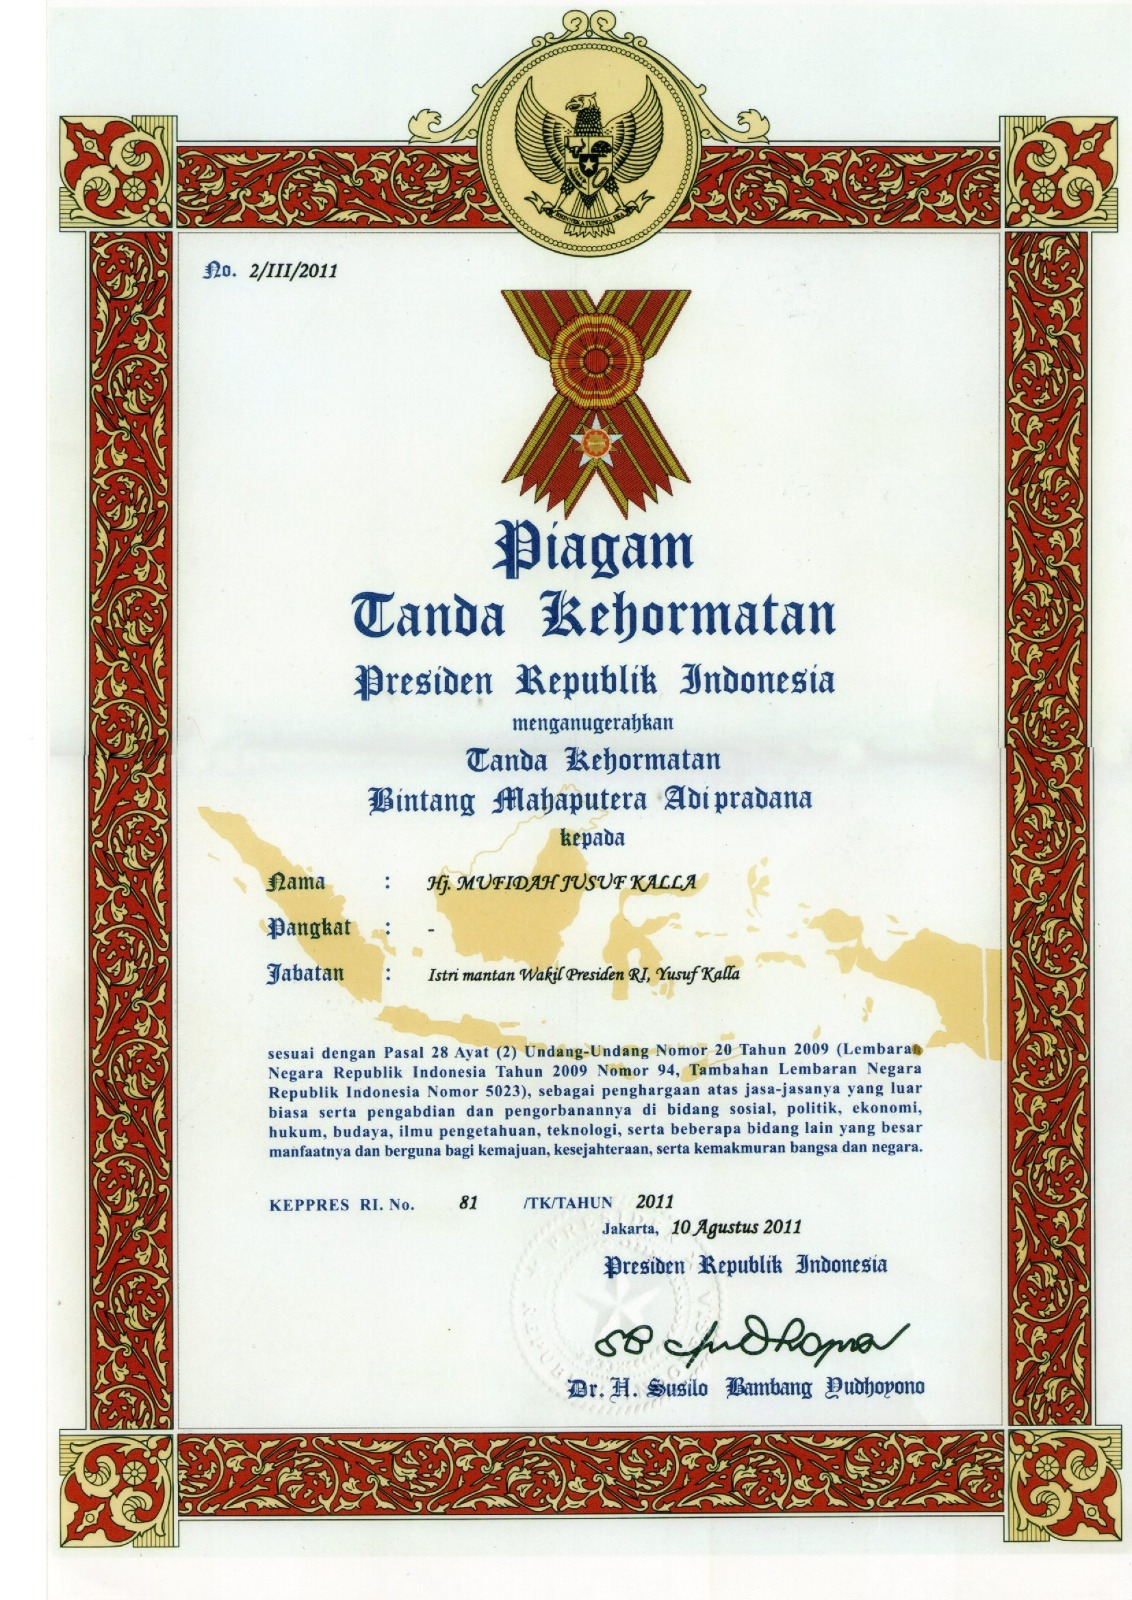 BHINNEKA TUNGGAL IKA
No. 2/III/2011
Piagam
Tanda Kehormatan
Presiden Republik Indonesia
menganugerahkan
Tanda Kehormatan
Bintang Mahaputera Adipradana
kepada
Nama : Hj. MUFIDAH JUSUF KALLA
Pangkat : -
Jabatan : Istri mantan Wakil Presiden RI, Yusuf Kalla
sesuai dengan Pasal 28 Ayat (2) Undang-Undang Nomor 20 Tahun 2009 (Lembaran
Negara Republik Indonesia Tahun 2009 Nomor 94, Tambahan Lembaran Negara
Republik Indonesia Nomor 5023), sebagai penghargaan atas jasa-jasanya yang luar
biasa serta pengabdian dan pengorbanannya di bidang sosial, politik, ekonomi,
hukum, budaya, ilmu pengetahuan, teknologi, serta beberapa bidang lain yang besar
manfaatnya dan berguna bagi kemajuan, kesejahteraan, serta kemakmuran bangsa dan negara.
KEPPRES RI. No. 81 /TK/TAHUN 2011
Jakarta, 10 Agustus 2011
Presiden Republik Indonesia
SB Yudhoyono
Dr. H. Susilo Bambang Yudhoyono